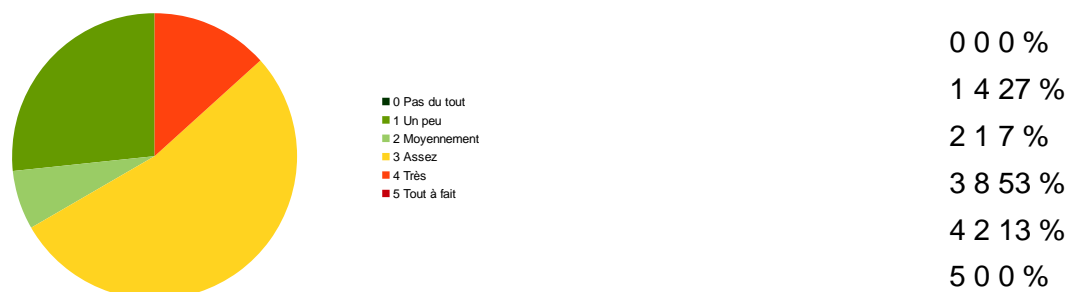 0 Pas du tout
1 Un peu
2 Moyennement
3 Assez
4 Très
5 Tout à fait
0 0 0 %
1 4 27 %
2 1 7 %
3 8 53 %
4 2 13 %
5 0 0 %